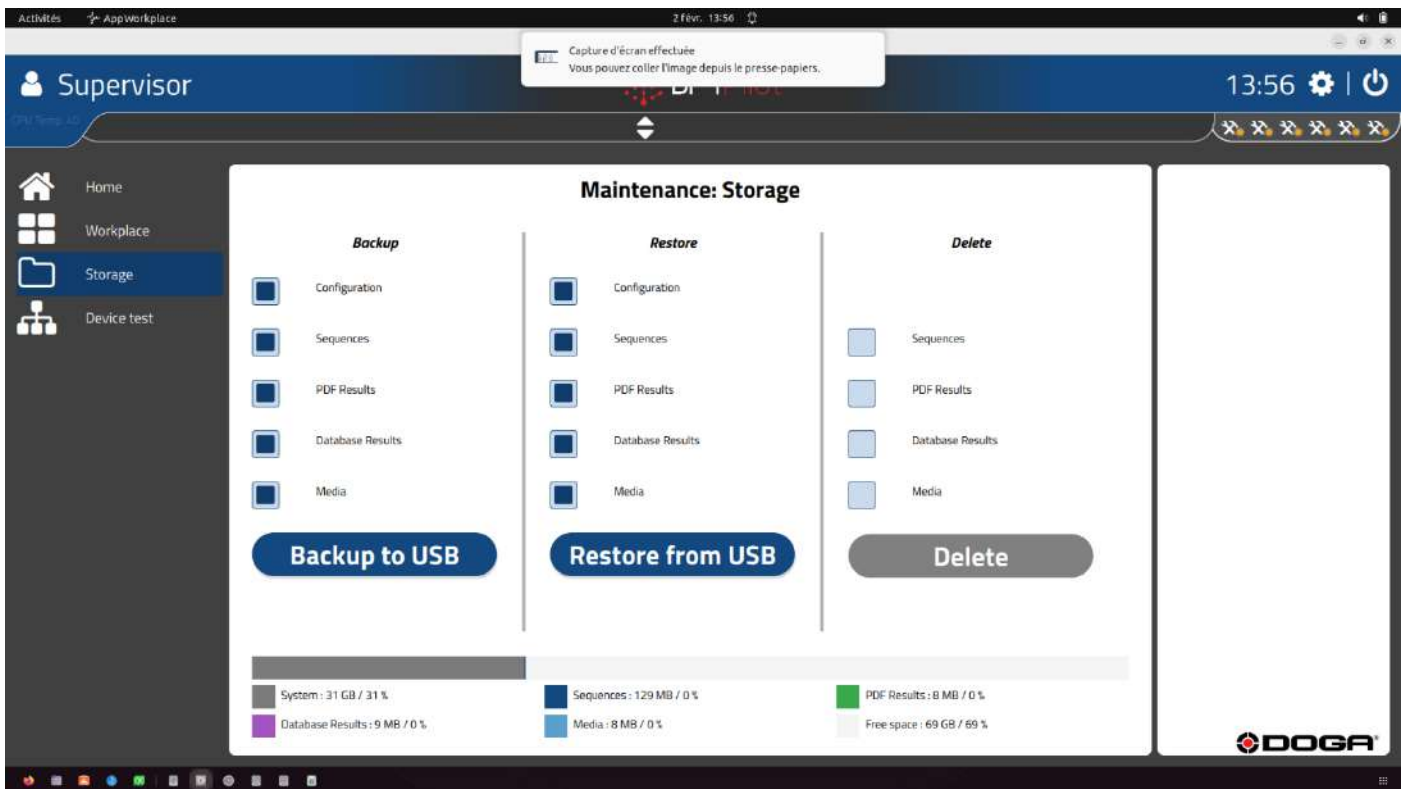 Activités AppWorkplace 2 févr. 13:56
Capture d'écran effectuée
Vous pouvez coller l'image depuis le presse-papiers.
Supervisor 13:56
Home
Workplace
Storage
Device test
Maintenance: Storage
Backup
Configuration
Sequences
PDF Results
Database Results
Media
Backup to USB
Restore
Configuration
Sequences
PDF Results
Database Results
Media
Restore from USB
Delete
Sequences
PDF Results
Database Results
Media
Delete
System : 31 GB / 31 % Sequences : 129 MB / 0 % PDF Results : 8 MB / 0 %
Database Results : 9 MB / 0 % Media : 8 MB / 0 % Free space : 69 GB / 69 %
DOGA